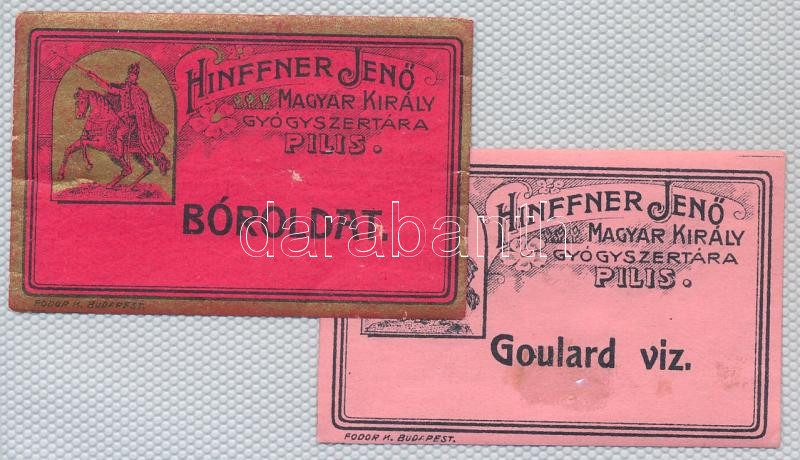 HINFFNER JENŐ
MAGYAR KIRÁLY
GYÓGYSZERTÁRA
PILIS.
BÓROLDAT.
FODOR K. BUDAPEST.
HINFFNER JENŐ
MAGYAR KIRÁLY
GYÓGYSZERTÁRA
PILIS.
Goulard viz.
FODOR K. BUDAPEST.
darabanth